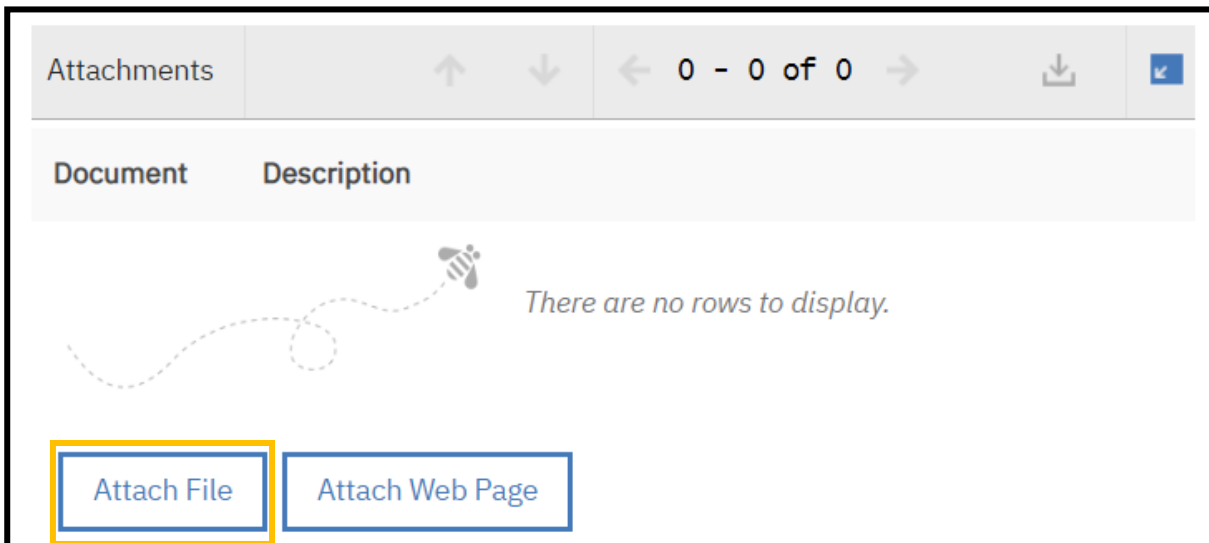 Attachments 0 - 0 of 0
Document Description
There are no rows to display.
Attach File Attach Web Page